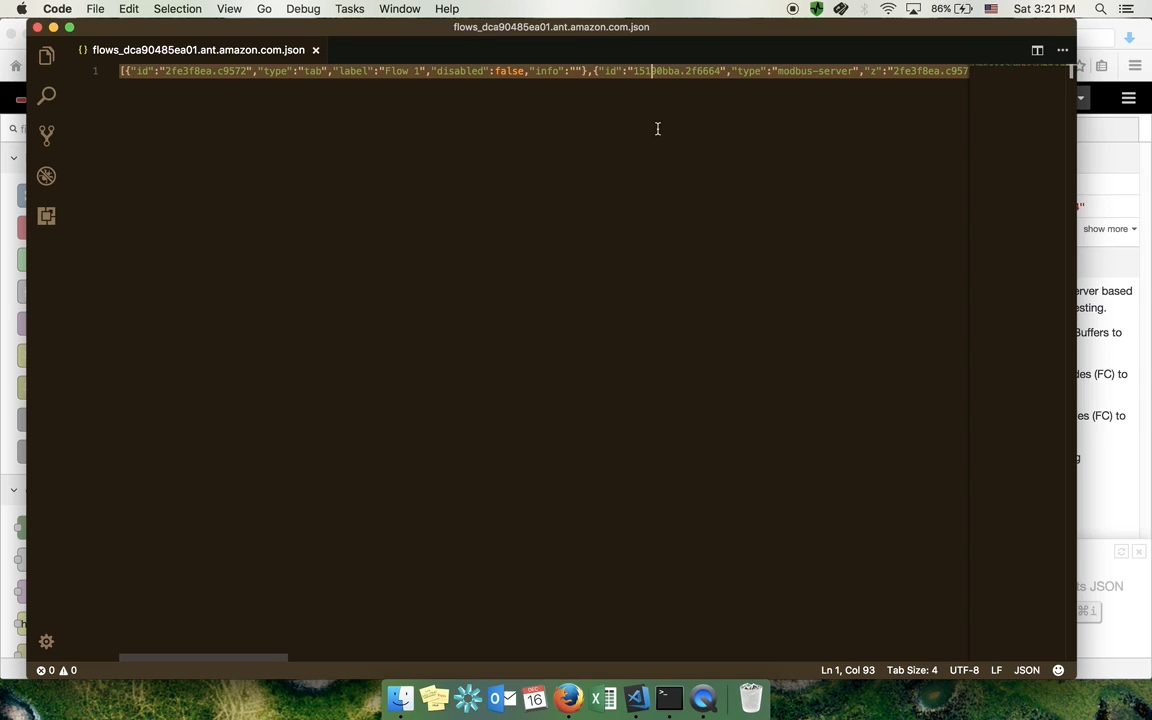 Code File Edit Selection View Go Debug Tasks Window Help 86% Sat 3:21 PM
flows_dca90485ea01.ant.amazon.com.json
{} flows_dca90485ea01.ant.amazon.com.json ×
1 [{"id":"2fe3f8ea.c9572","type":"tab","label":"Flow 1","disabled":false,"info":""},{"id":"15190bba.2f6664","type":"modbus-server","z":"2fe3f8ea.c957
show more
erver based
esting.
Buffers to
des (FC) to
es (FC) to
g
ts JSON
⌘i
0 0 Ln 1, Col 93 Tab Size: 4 UTF-8 LF JSON
DEC
16